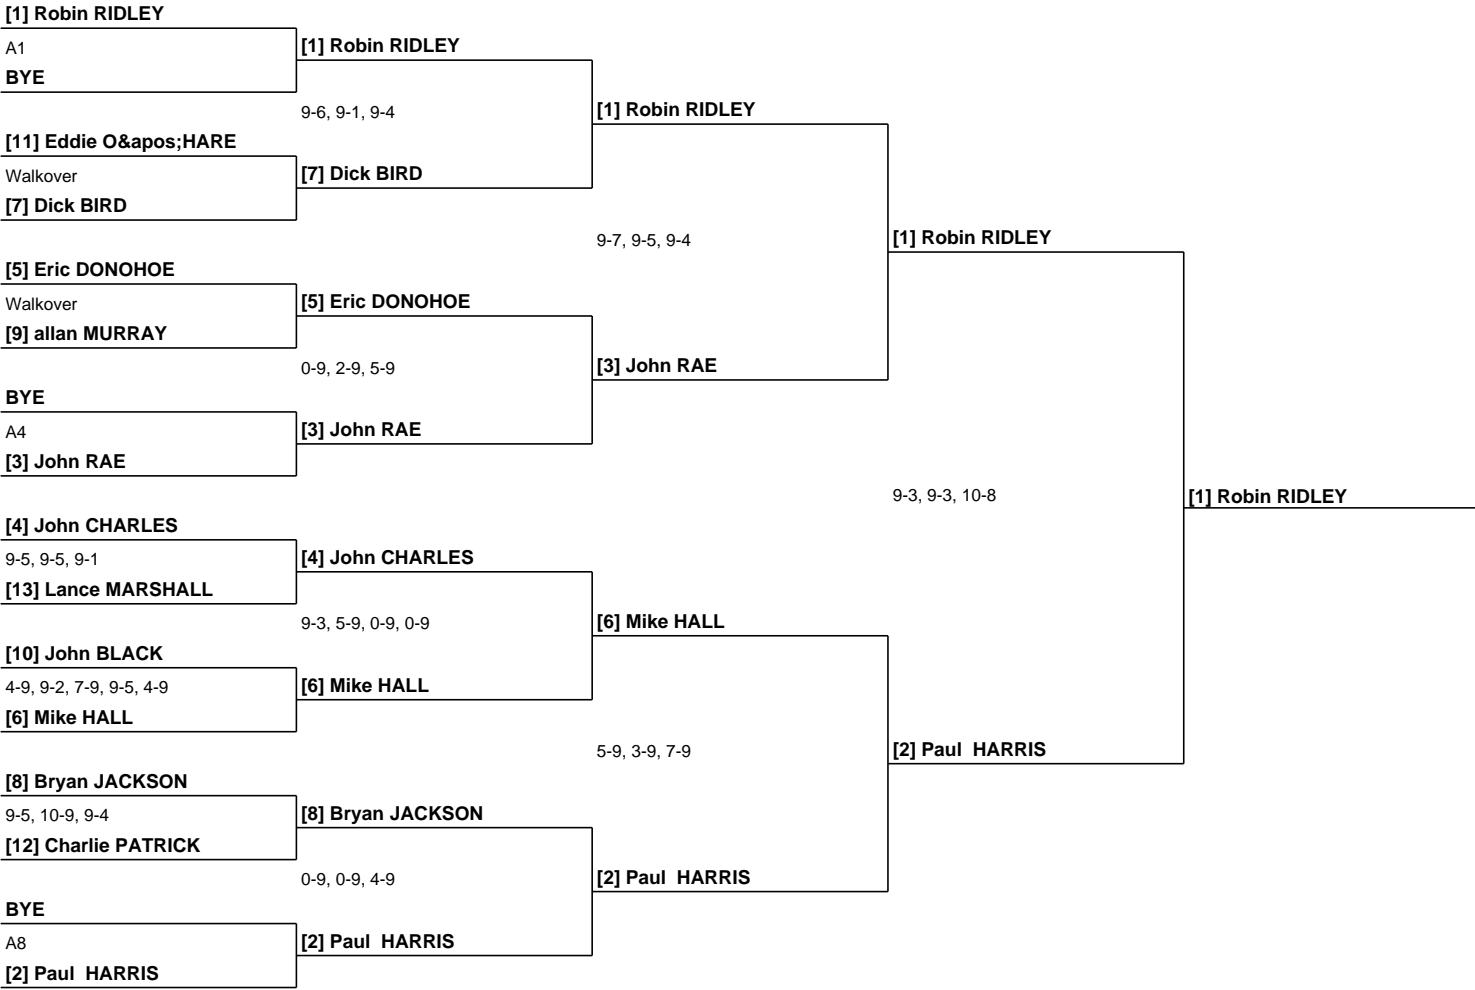 [1] Robin RIDLEY
A1
BYE
[1] Robin RIDLEY
9-6, 9-1, 9-4
[1] Robin RIDLEY
[11] Eddie O&apos;HARE
Walkover
[7] Dick BIRD
[7] Dick BIRD
9-7, 9-5, 9-4
[1] Robin RIDLEY
[5] Eric DONOHOE
Walkover
[9] allan MURRAY
[5] Eric DONOHOE
0-9, 2-9, 5-9
[3] John RAE
BYE
A4
[3] John RAE
[3] John RAE
9-3, 9-3, 10-8
[1] Robin RIDLEY
[4] John CHARLES
9-5, 9-5, 9-1
[13] Lance MARSHALL
[4] John CHARLES
9-3, 5-9, 0-9, 0-9
[6] Mike HALL
[10] John BLACK
4-9, 9-2, 7-9, 9-5, 4-9
[6] Mike HALL
[6] Mike HALL
5-9, 3-9, 7-9
[2] Paul  HARRIS
[8] Bryan JACKSON
9-5, 10-9, 9-4
[12] Charlie PATRICK
[8] Bryan JACKSON
0-9, 0-9, 4-9
[2] Paul  HARRIS
BYE
A8
[2] Paul  HARRIS
[2] Paul  HARRIS